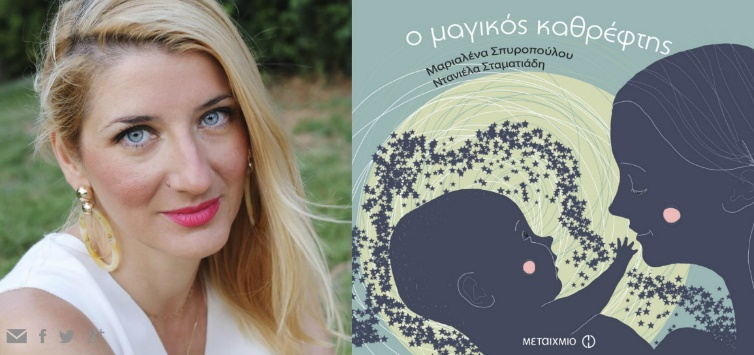 ο μαγικός καθρέφτης
Μαριαλένα Σπυροπούλου
Ντανιέλα Σταματιάδη
ΜΕΤΑΙΧΜΙΟ